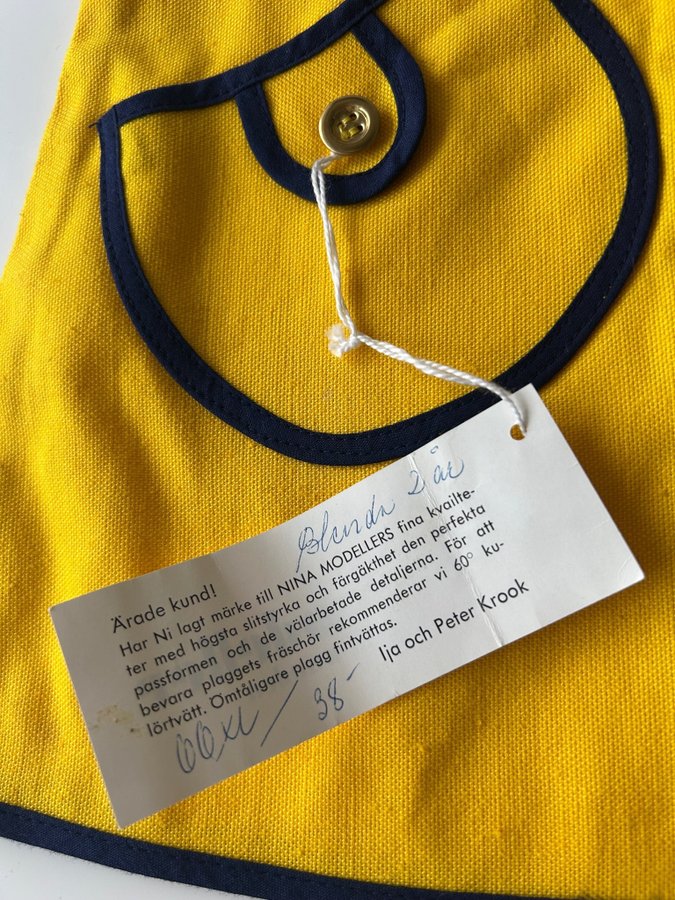 Blenda 2 år
Ärade kund!
Har Ni lagt märke till NINA MODELLERS fina kvailte-
ter med högsta slitstyrka och färgäkthet den perfekta
passformen och de välarbetade detaljerna. För att
bevara plaggets fräschör rekommenderar vi 60° ku-
lörtvätt. Ömtåligare plagg fintvättas.
Ija och Peter Krook
/ 38-